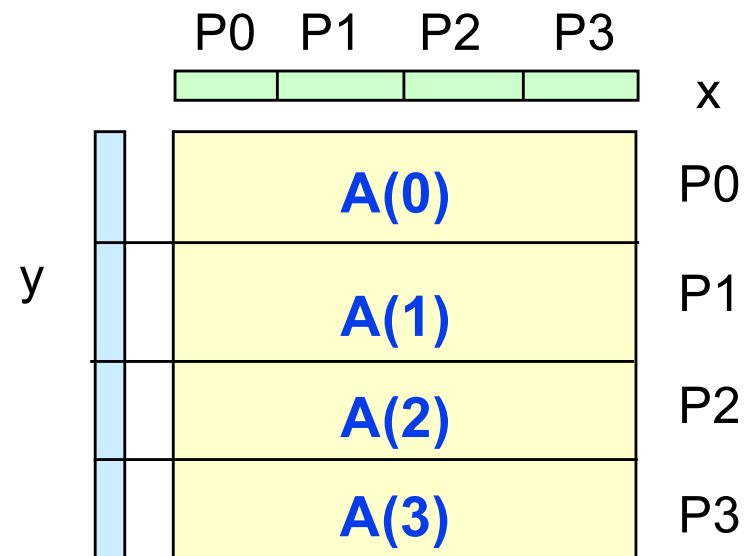 P0 P1 P2 P3
x
A(0) P0
y
A(1) P1
A(2) P2
A(3) P3